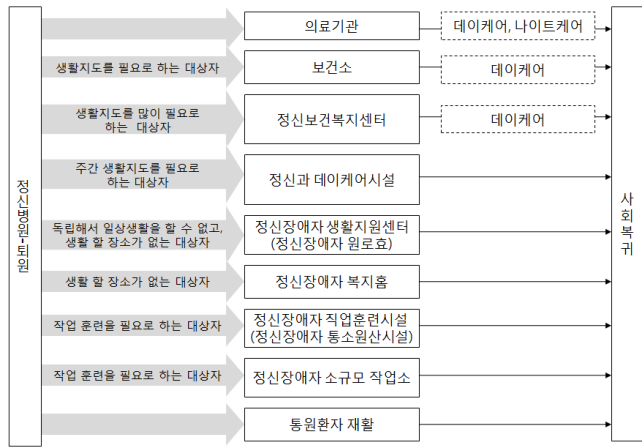 정신병원-퇴원
의료기관
데이케어, 나이트케어
생활지도를 필요로 하는 대상자
보건소
데이케어
생활지도를 많이 필요로
하는 대상자
정신보건복지센터
데이케어
주간 생활지도를 필요로
하는 대상자
정신과 데이케어시설
독립해서 일상생활을 할 수 없고,
생활 할 장소가 없는 대상자
정신장애자 생활지원센터
(정신장애자 원로효)
생활 할 장소가 없는 대상자
정신장애자 복지홈
작업 훈련을 필요로 하는 대상자
정신장애자 직업훈련시설
(정신장애자 통소원산시설)
작업 훈련을 필요로 하는 대상자
정신장애자 소규모 작업소
통원환자 재활
사회복귀